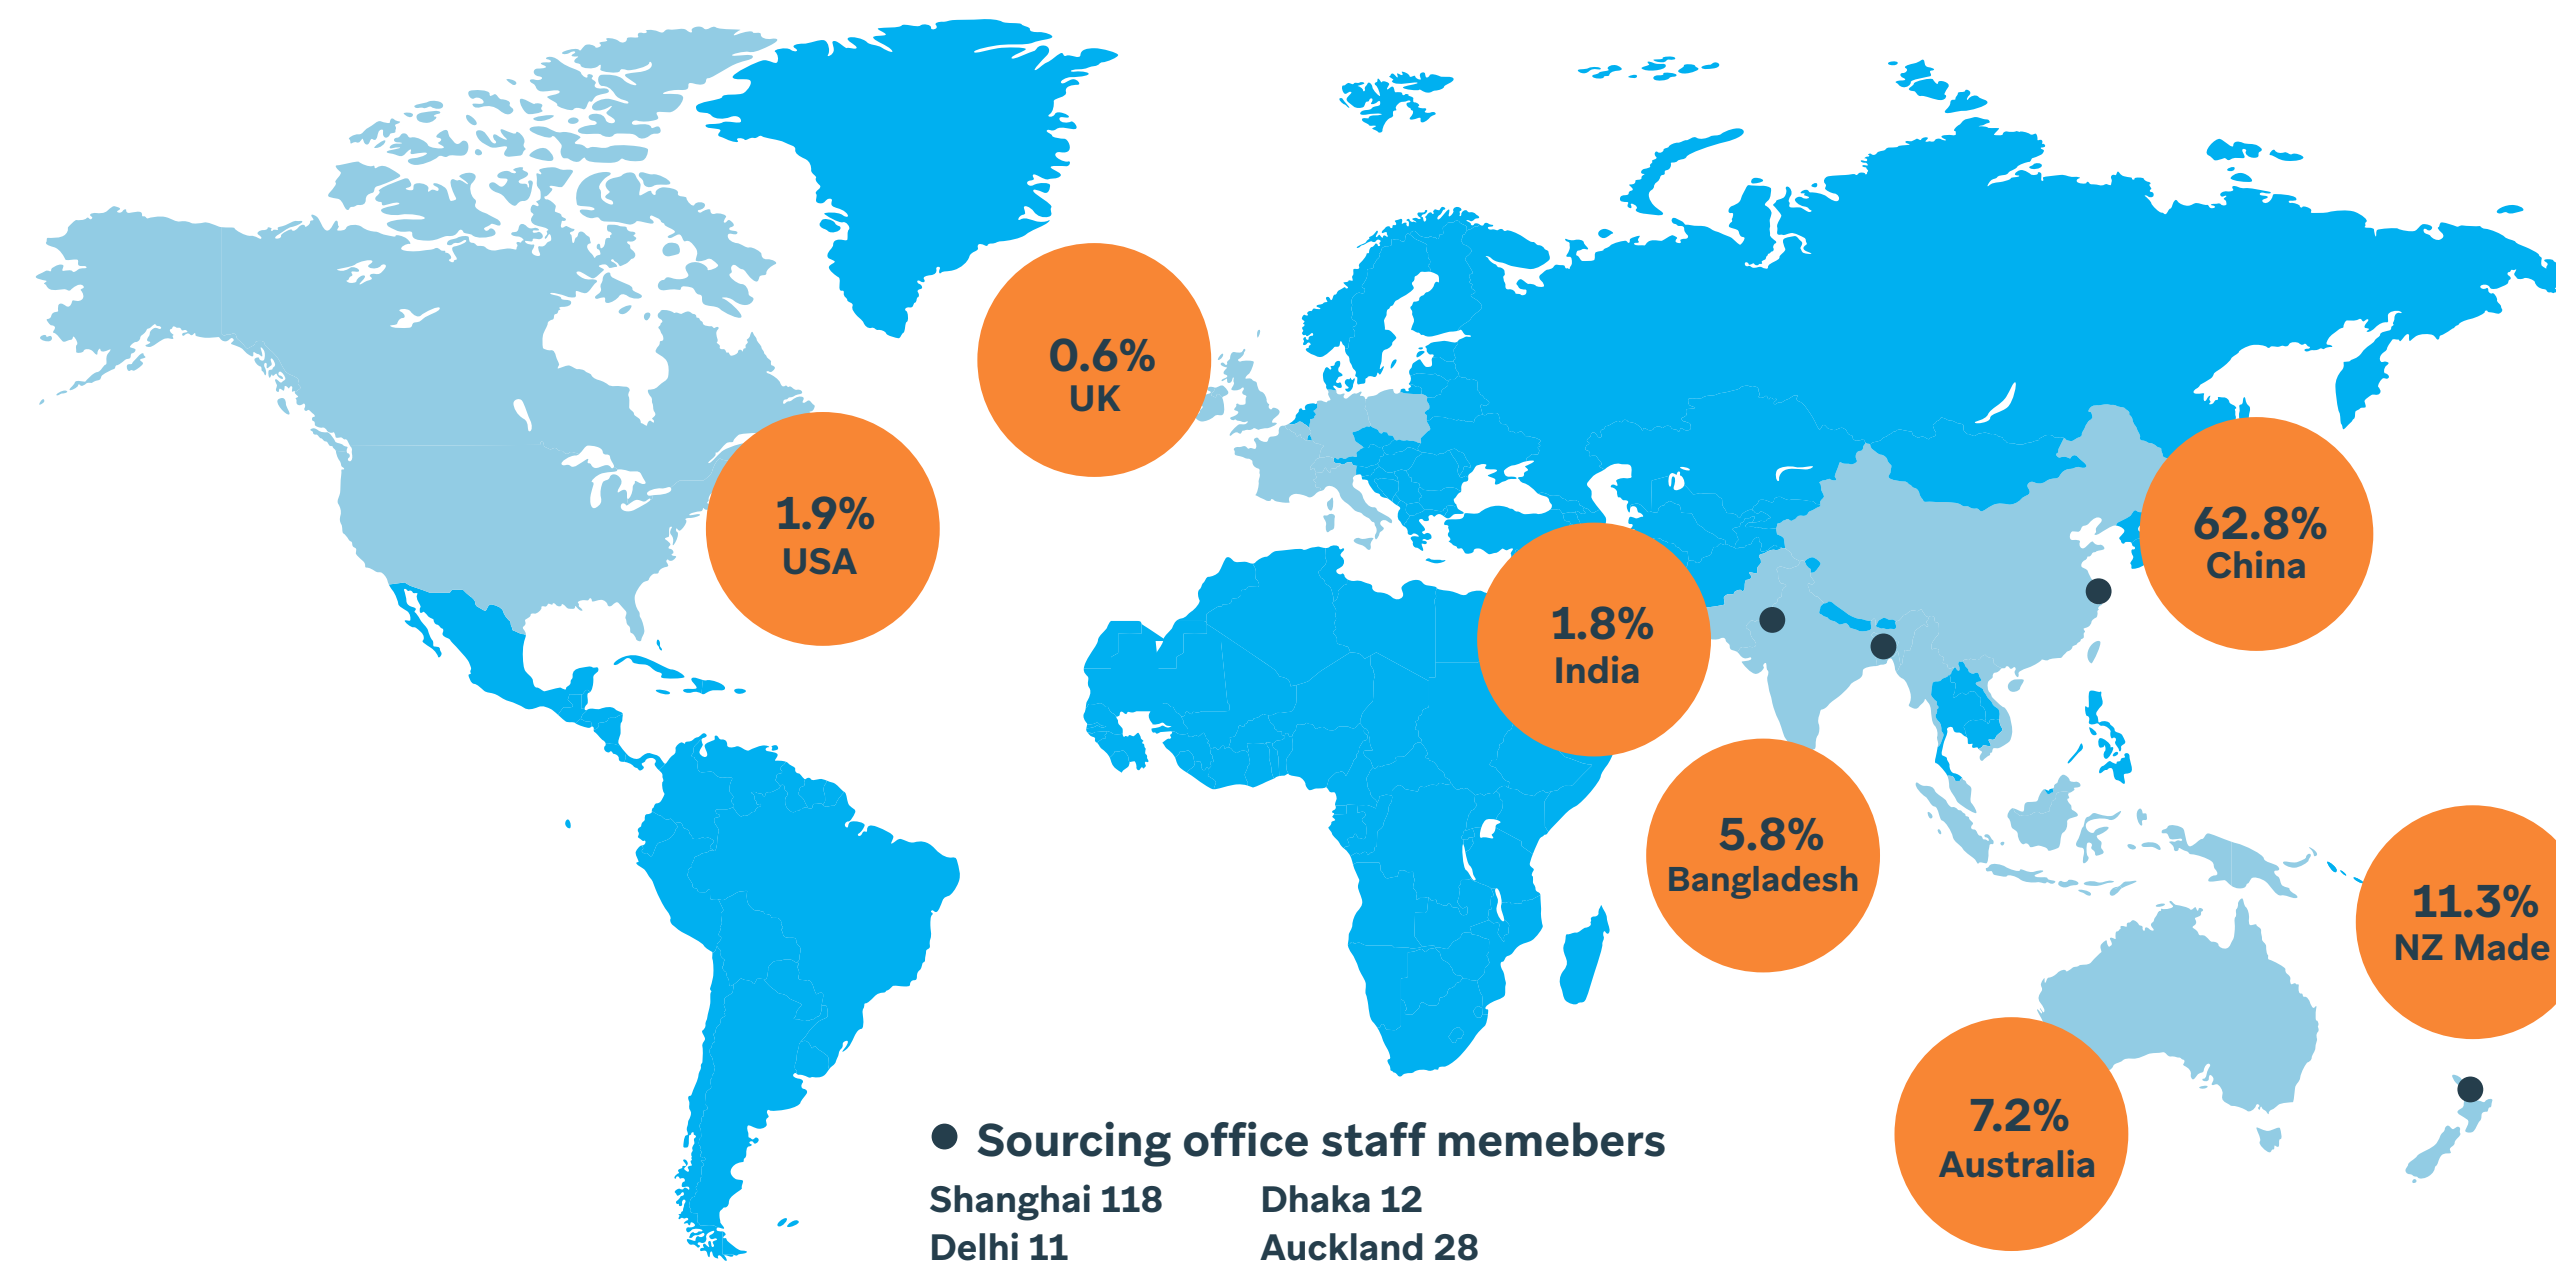 0.6%
UK
1.9%
USA
62.8%
China
1.8%
India
5.8%
Bangladesh
11.3%
NZ Made
7.2%
Australia
Sourcing office staff memebers
Shanghai 118
Dhaka 12
Delhi 11
Auckland 28